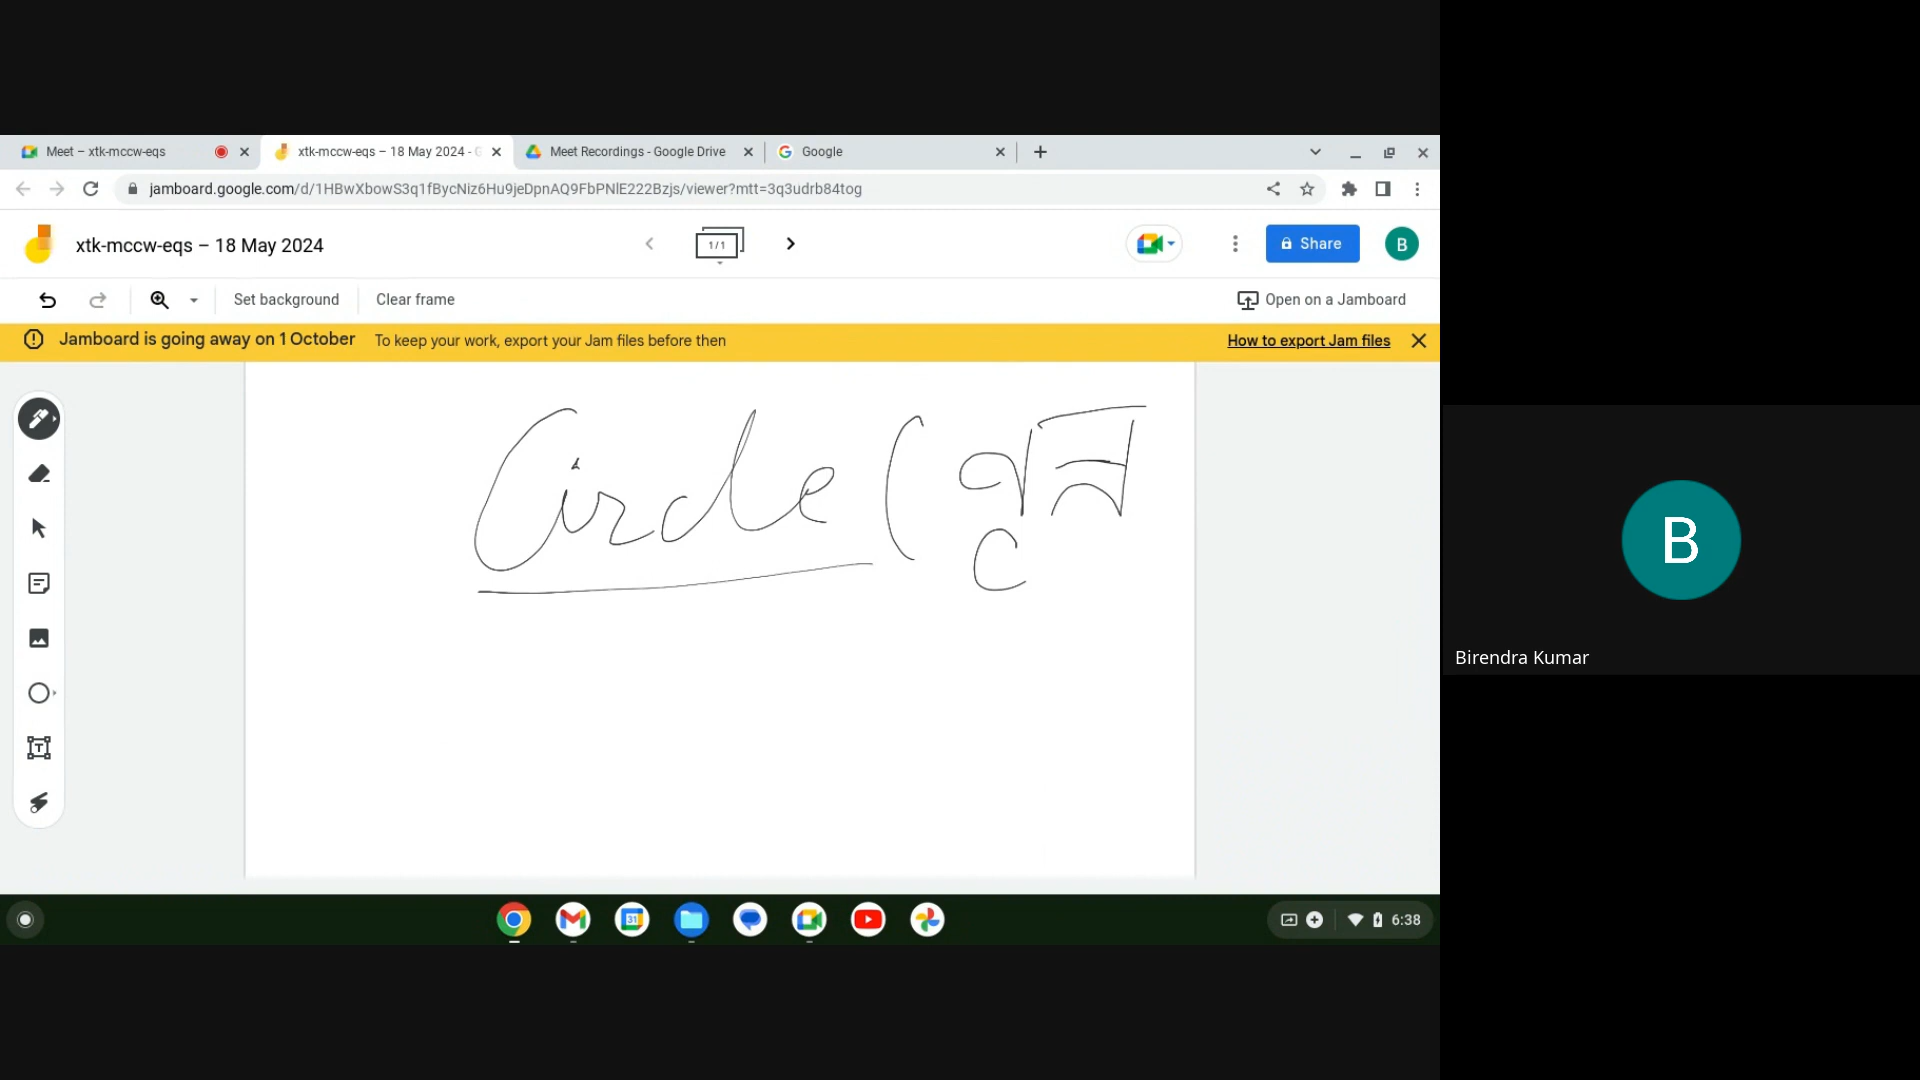 Meet – xtk-mccw-eqs
xtk-mccw-eqs – 18 May 2024 - G
Meet Recordings - Google Drive
Google
jamboard.google.com/d/1HBwXbowS3q1fBycNiz6Hu9jeDpnAQ9FbPNlE222Bzjs/viewer?mtt=3q3udrb84tog
xtk-mccw-eqs – 18 May 2024
1/1
Share
B
Set background
Clear frame
Open on a Jamboard
Jamboard is going away on 1 October
To keep your work, export your Jam files before then
How to export Jam files
Circle ( वृत्त
B
Birendra Kumar
31
6:38